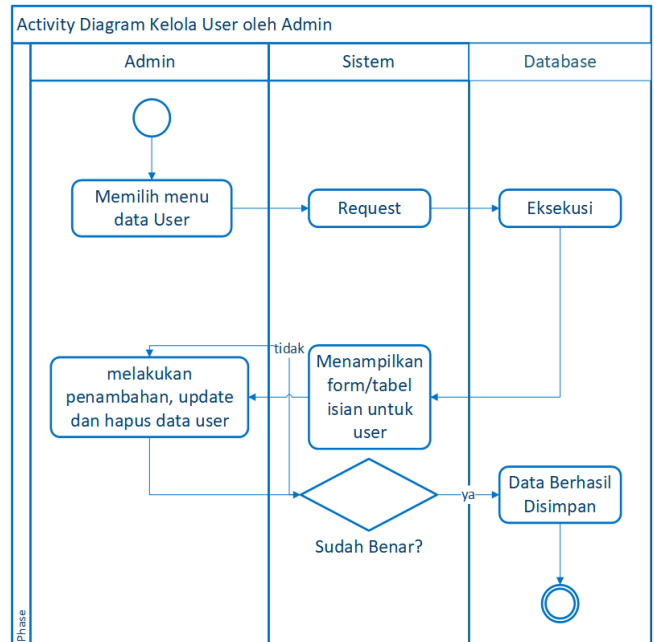 Activity Diagram Kelola User oleh Admin
Admin
Sistem
Database
Memilih menu
data User
Request
Eksekusi
tidak
melakukan
penambahan, update
dan hapus data user
Menampilkan
form/tabel
isian untuk
user
ya
Data Berhasil
Disimpan
Sudah Benar?
Phase